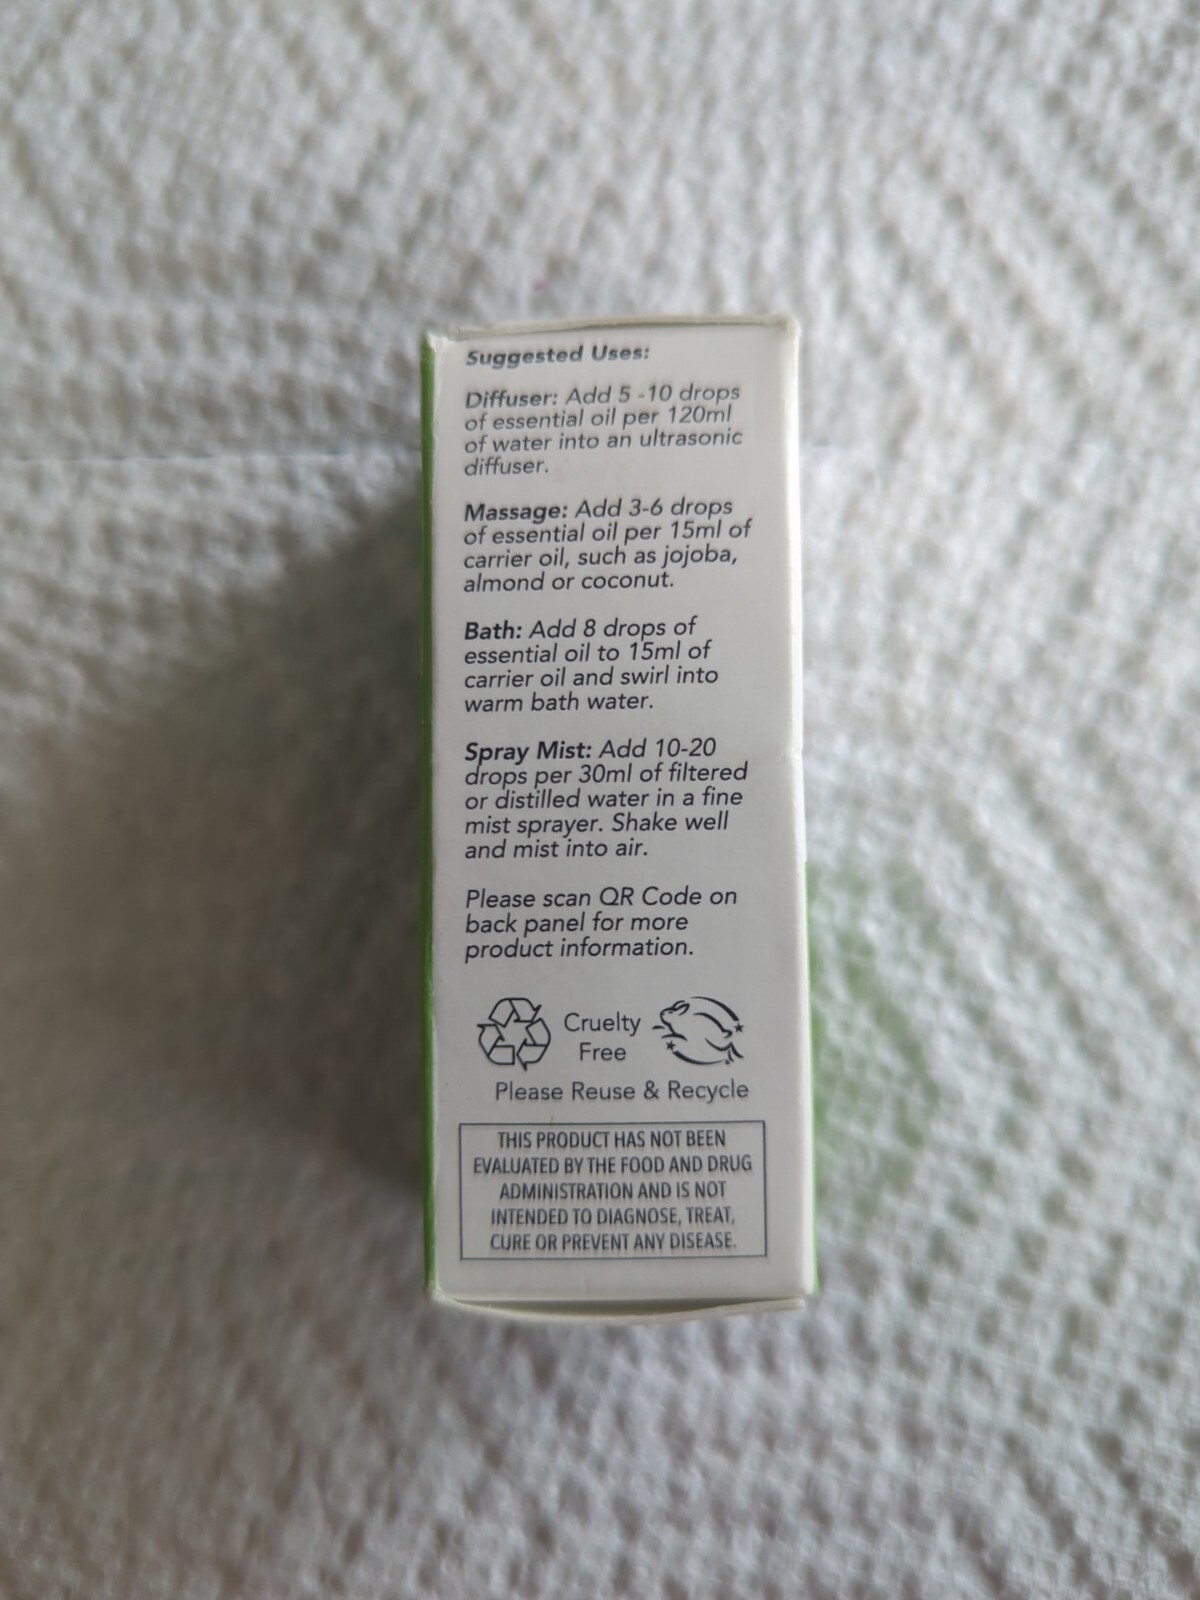 Suggested Uses:
Diffuser: Add 5 -10 drops
of essential oil per 120ml
of water into an ultrasonic
diffuser.
Massage: Add 3-6 drops
of essential oil per 15ml of
carrier oil, such as jojoba,
almond or coconut.
Bath: Add 8 drops of
essential oil to 15ml of
carrier oil and swirl into
warm bath water.
Spray Mist: Add 10-20
drops per 30ml of filtered
or distilled water in a fine
mist sprayer. Shake well
and mist into air.
Please scan QR Code on
back panel for more
product information.
Cruelty
Free
Please Reuse & Recycle
THIS PRODUCT HAS NOT BEEN
EVALUATED BY THE FOOD AND DRUG
ADMINISTRATION AND IS NOT
INTENDED TO DIAGNOSE, TREAT,
CURE OR PREVENT ANY DISEASE.